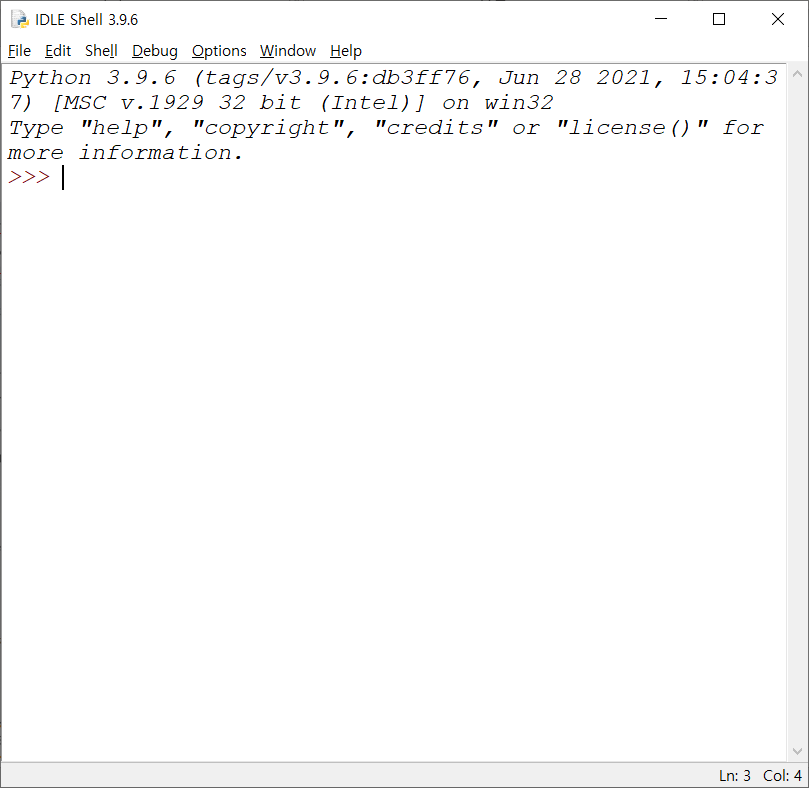 IDLE Shell 3.9.6
File Edit Shell Debug Options Window Help
Python 3.9.6 (tags/v3.9.6:db3ff76, Jun 28 2021, 15:04:3
7) [MSC v.1929 32 bit (Intel)] on win32
Type "help", "copyright", "credits" or "license()" for
more information.
>>>
Ln: 3 Col: 4